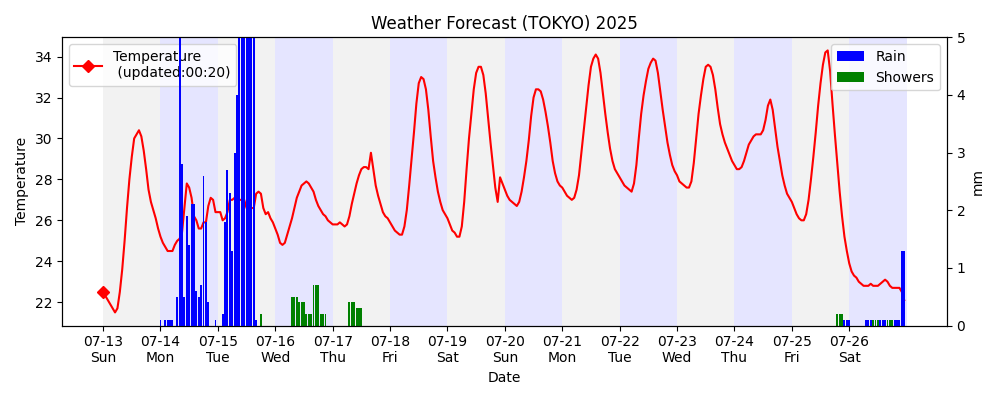 Weather Forecast (TOKYO) 2025
Temperature
(updated:00:20)
Rain
Showers
Temperature
34
32
30
28
26
24
22
5
4
3
2
1
0
mm
07-13 07-14 07-15 07-16 07-17 07-18 07-19 07-20 07-21 07-22 07-23 07-24 07-25 07-26
Sun Mon Tue Wed Thu Fri Sat Sun Mon Tue Wed Thu Fri Sat
Date